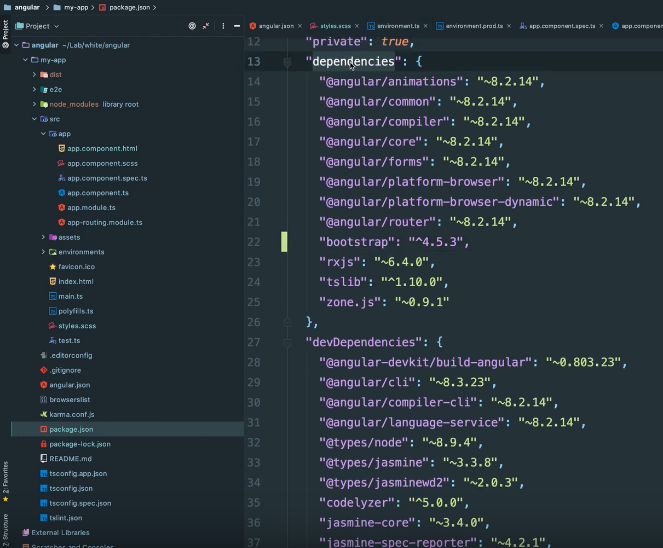 angular > my-app > package.json >
Project
angular.json ×
styles.scss ×
environment.ts ×
environment.prod.ts ×
app.component.spec.ts ×
app.componen
1: Project
angular ~/Lab/white/angular
my-app
dist
e2e
node_modules library root
src
app
app.component.html
app.component.scss
app.component.spec.ts
app.component.ts
app.module.ts
app-routing.module.ts
assets
environments
favicon.ico
index.html
main.ts
polyfills.ts
styles.scss
test.ts
.editorconfig
.gitignore
angular.json
browserslist
karma.conf.js
package.json
package-lock.json
README.md
tsconfig.app.json
tsconfig.json
tsconfig.spec.json
tslint.json
External Libraries
Scratches and Consoles
2: Favorites
Z: Structure
12 "private": true,
13 "dependencies": {
14 "@angular/animations": "~8.2.14",
15 "@angular/common": "~8.2.14",
16 "@angular/compiler": "~8.2.14",
17 "@angular/core": "~8.2.14",
18 "@angular/forms": "~8.2.14",
19 "@angular/platform-browser": "~8.2.14",
20 "@angular/platform-browser-dynamic": "~8.2.14",
21 "@angular/router": "~8.2.14",
22 "bootstrap": "^4.5.3",
23 "rxjs": "~6.4.0",
24 "tslib": "^1.10.0",
25 "zone.js": "~0.9.1"
26 },
27 "devDependencies": {
28 "@angular-devkit/build-angular": "~0.803.23",
29 "@angular/cli": "~8.3.23",
30 "@angular/compiler-cli": "~8.2.14",
31 "@angular/language-service": "~8.2.14",
32 "@types/node": "~8.9.4",
33 "@types/jasmine": "~3.3.8",
34 "@types/jasminewd2": "~2.0.3",
35 "codelyzer": "^5.0.0",
36 "jasmine-core": "~3.4.0",
37 "jasmine-spec-reporter": "~4.2.1",